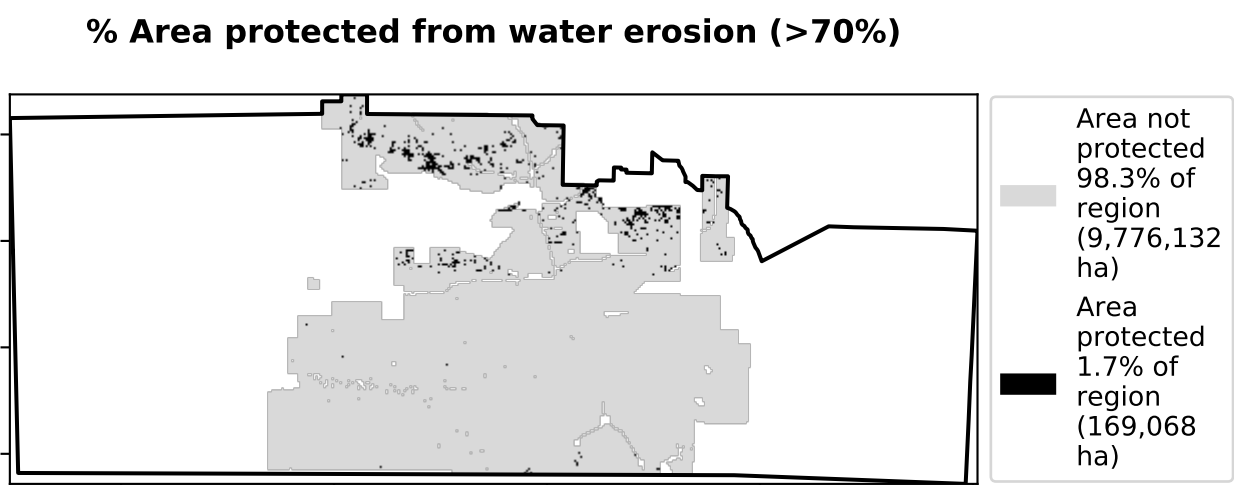 % Area protected from water erosion (>70%)
Area not
protected
98.3% of
region
(9,776,132
ha)
Area
protected
1.7% of
region
(169,068
ha)